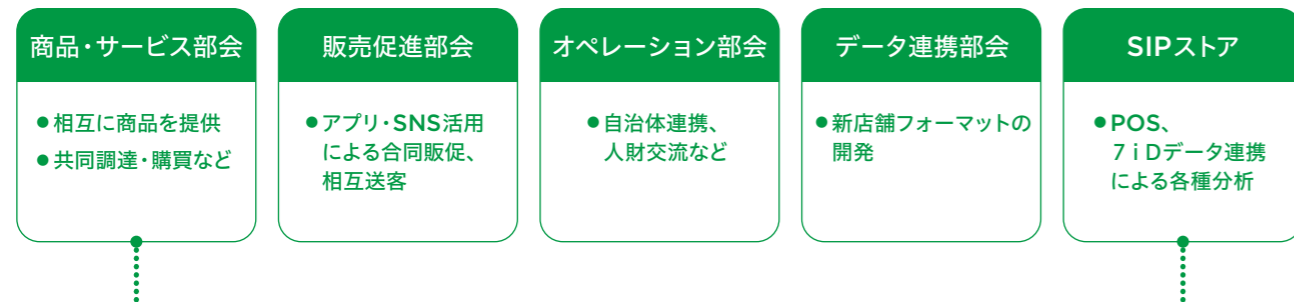 商品・サービス部会
●相互に商品を提供
●共同調達・購買など
販売促進部会
●アプリ・SNS活用
による合同販促、
相互送客
オペレーション部会
●自治体連携、
人財交流など
データ連携部会
●新店舗フォーマットの
開発
SIPストア
●POS、
7iDデータ連携
による各種分析